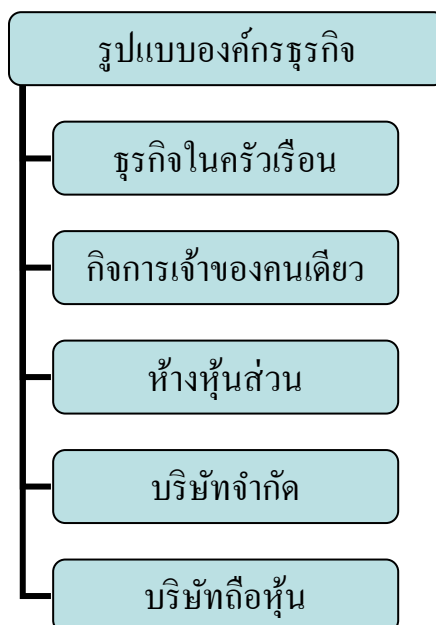 รูปแบบองค์กรธุรกิจ
ธุรกิจในครัวเรือน
กิจการเจ้าของคนเดียว
ห้างหุ้นส่วน
บริษัทจำกัด
บริษัทถือหุ้น